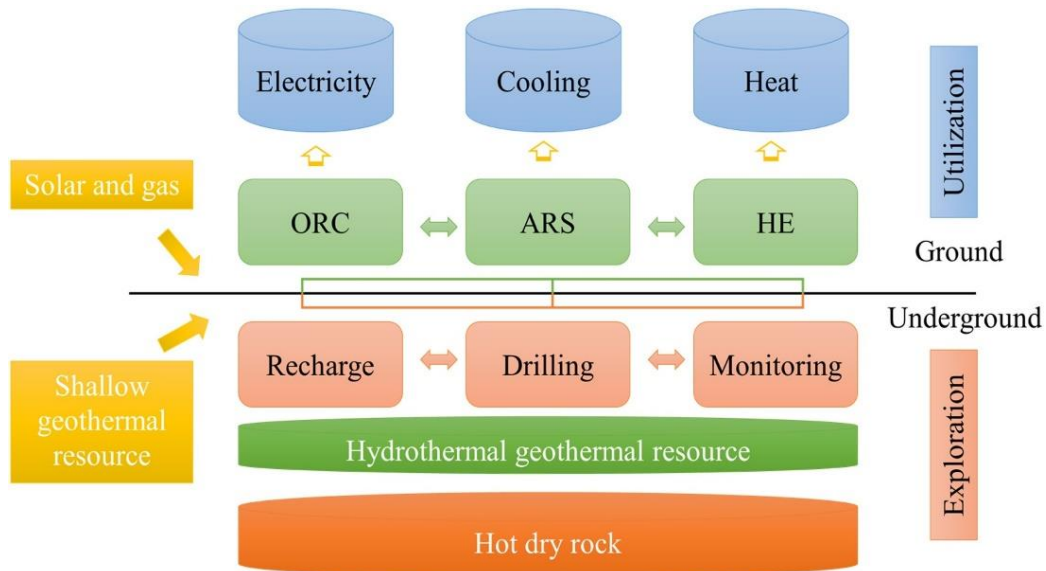 Electricity
Cooling
Heat
Utilization
Solar and gas
ORC
ARS
HE
Ground
Underground
Recharge
Drilling
Monitoring
Shallow
geothermal
resource
Hydrothermal geothermal resource
Exploration
Hot dry rock